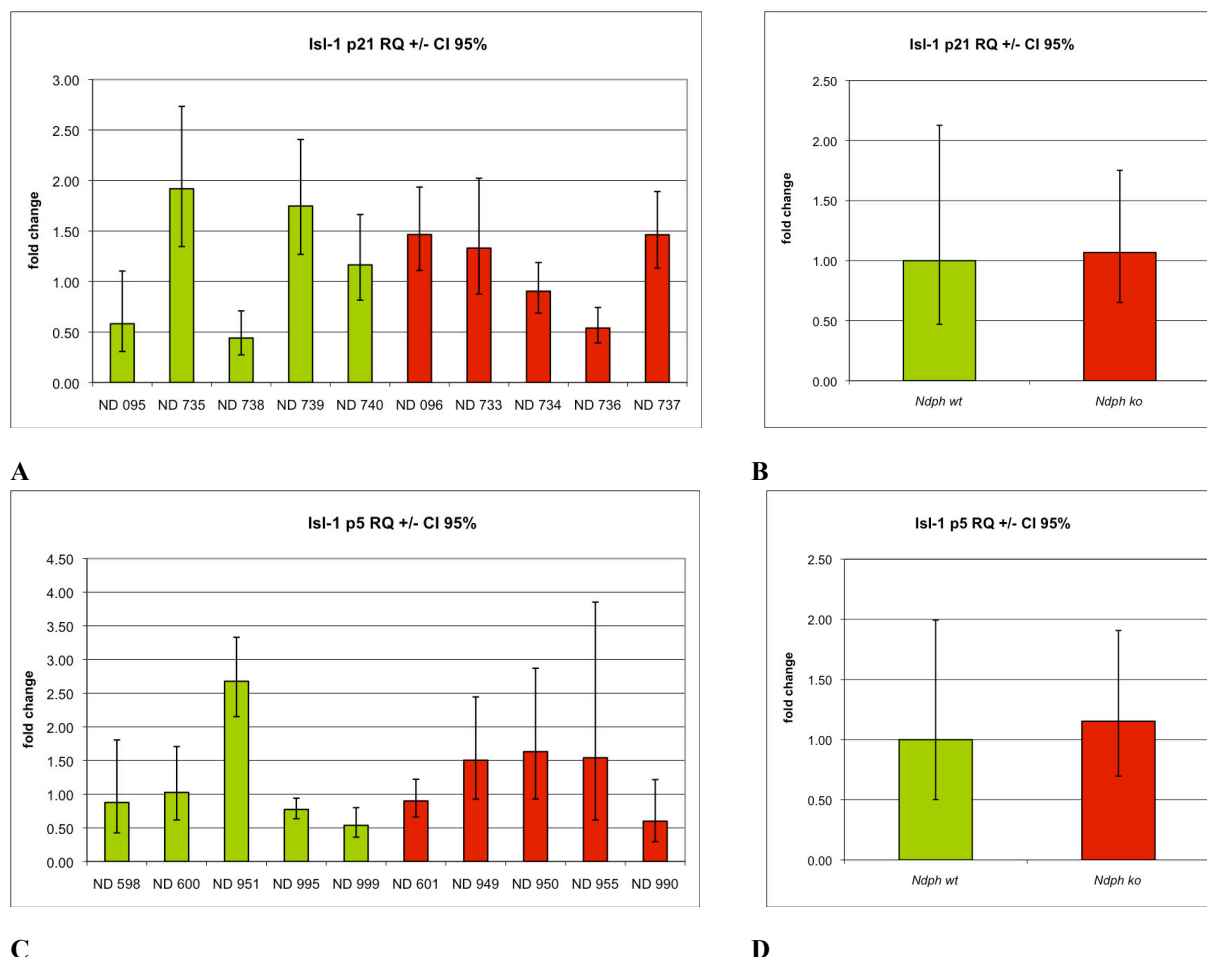 Isl-1 p21 RQ +/- CI 95%
fold change
3.00
2.50
2.00
1.50
1.00
0.50
0.00
ND 095 ND 735 ND 738 ND 739 ND 740 ND 096 ND 733 ND 734 ND 736 ND 737
A
Isl-1 p21 RQ +/- CI 95%
fold change
2.50
2.00
1.50
1.00
0.50
0.00
Ndph wt Ndph ko
B
Isl-1 p5 RQ +/- CI 95%
fold change
4.50
4.00
3.50
3.00
2.50
2.00
1.50
1.00
0.50
0.00
ND 598 ND 600 ND 951 ND 995 ND 999 ND 601 ND 949 ND 950 ND 955 ND 990
C
Isl-1 p5 RQ +/- CI 95%
fold change
2.50
2.00
1.50
1.00
0.50
0.00
Ndph wt Ndph ko
D